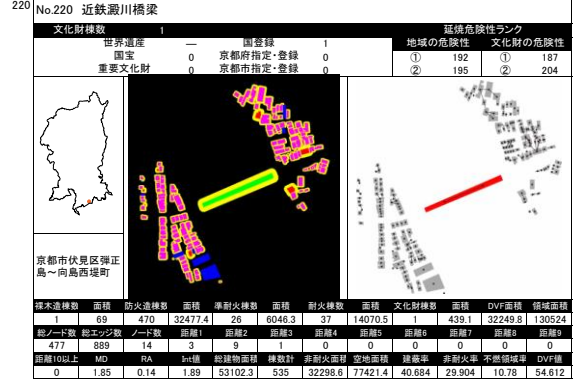 220
No.220 近鉄澱川橋梁
文化財棟数 1 延焼危険性ランク
世界遺産 ― 国登録 1 地域の危険性 文化財の危険性
国宝 0 京都府指定・登録 0 ① 192 ① 187
重要文化財 0 京都市指定・登録 0 ② 195 ② 204
京都市伏見区弾正
島～向島西堤町
裸木造棟数 面積 防火造棟数 面積 準耐火棟数 面積 耐火棟数 面積 文化財棟数 面積 DVF面積 領域面積
1 69 470 32477.4 26 6046.3 37 14070.5 1 439.1 32249.8 130524
総ノード数 総エッジ数 ノード数 距離1 距離2 距離3 距離4 距離5 距離6 距離7 距離8 距離9
477 889 14 3 9 1 0 0 0 0 0 0
距離10以上 MD RA Int値 総建物面積 棟数計 非耐火面積 空地面積 建蔽率 非耐火率 不燃領域率 DVF値
0 1.85 0.14 1.89 53102.3 535 32298.6 77421.4 40.684 29.904 10.78 54.612